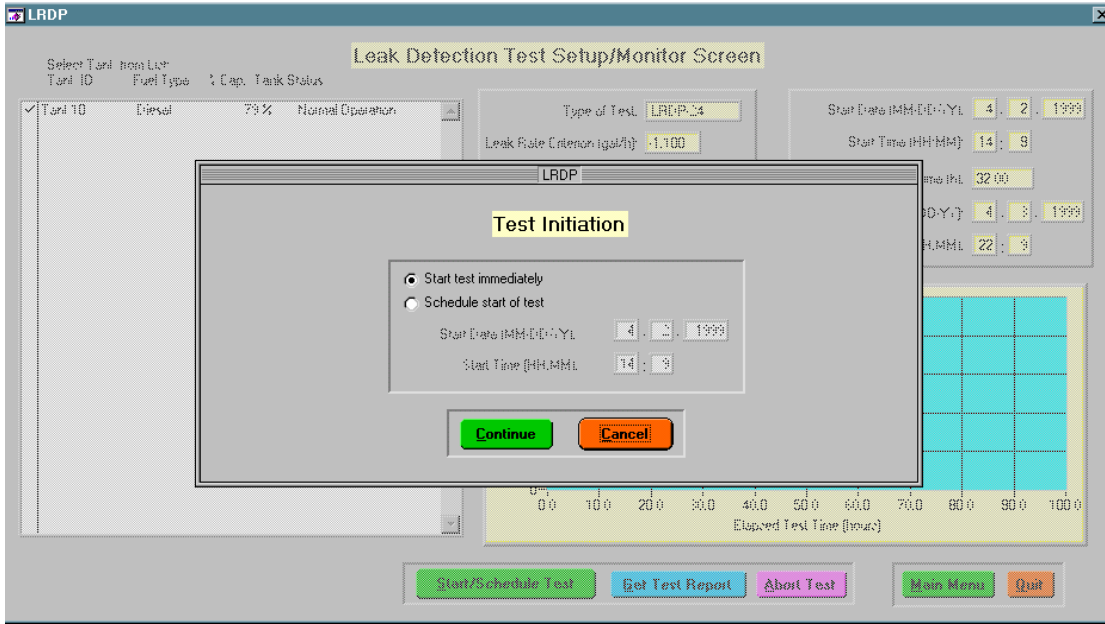 LRDP
Leak Detection Test Setup/Monitor Screen
Select Tank from List:
Tank ID Fuel Type % Cap. Tank Status
Tank 10 Diesel 79 % Normal Operation
Type of Test: LRDP-24
Leak Rate Criterion (gal/h): -1.100
Start Date (MM-DD-YY): 4 . 2 . 1999
Start Time (HH:MM): 14 : 9
32.00
4 . 3 . 1999
22 : 9
LRDP
Test Initiation
Start test immediately
Schedule start of test
Start Date (MM-DD-YY): 4 . 2 . 1999
Start Time (HH:MM): 14 : 9
Continue Cancel
0
0.0 10.0 20.0 30.0 40.0 50.0 60.0 70.0 80.0 90.0 100.0
Elapsed Test Time (hours)
Start/Schedule Test Get Test Report Abort Test Main Menu Quit